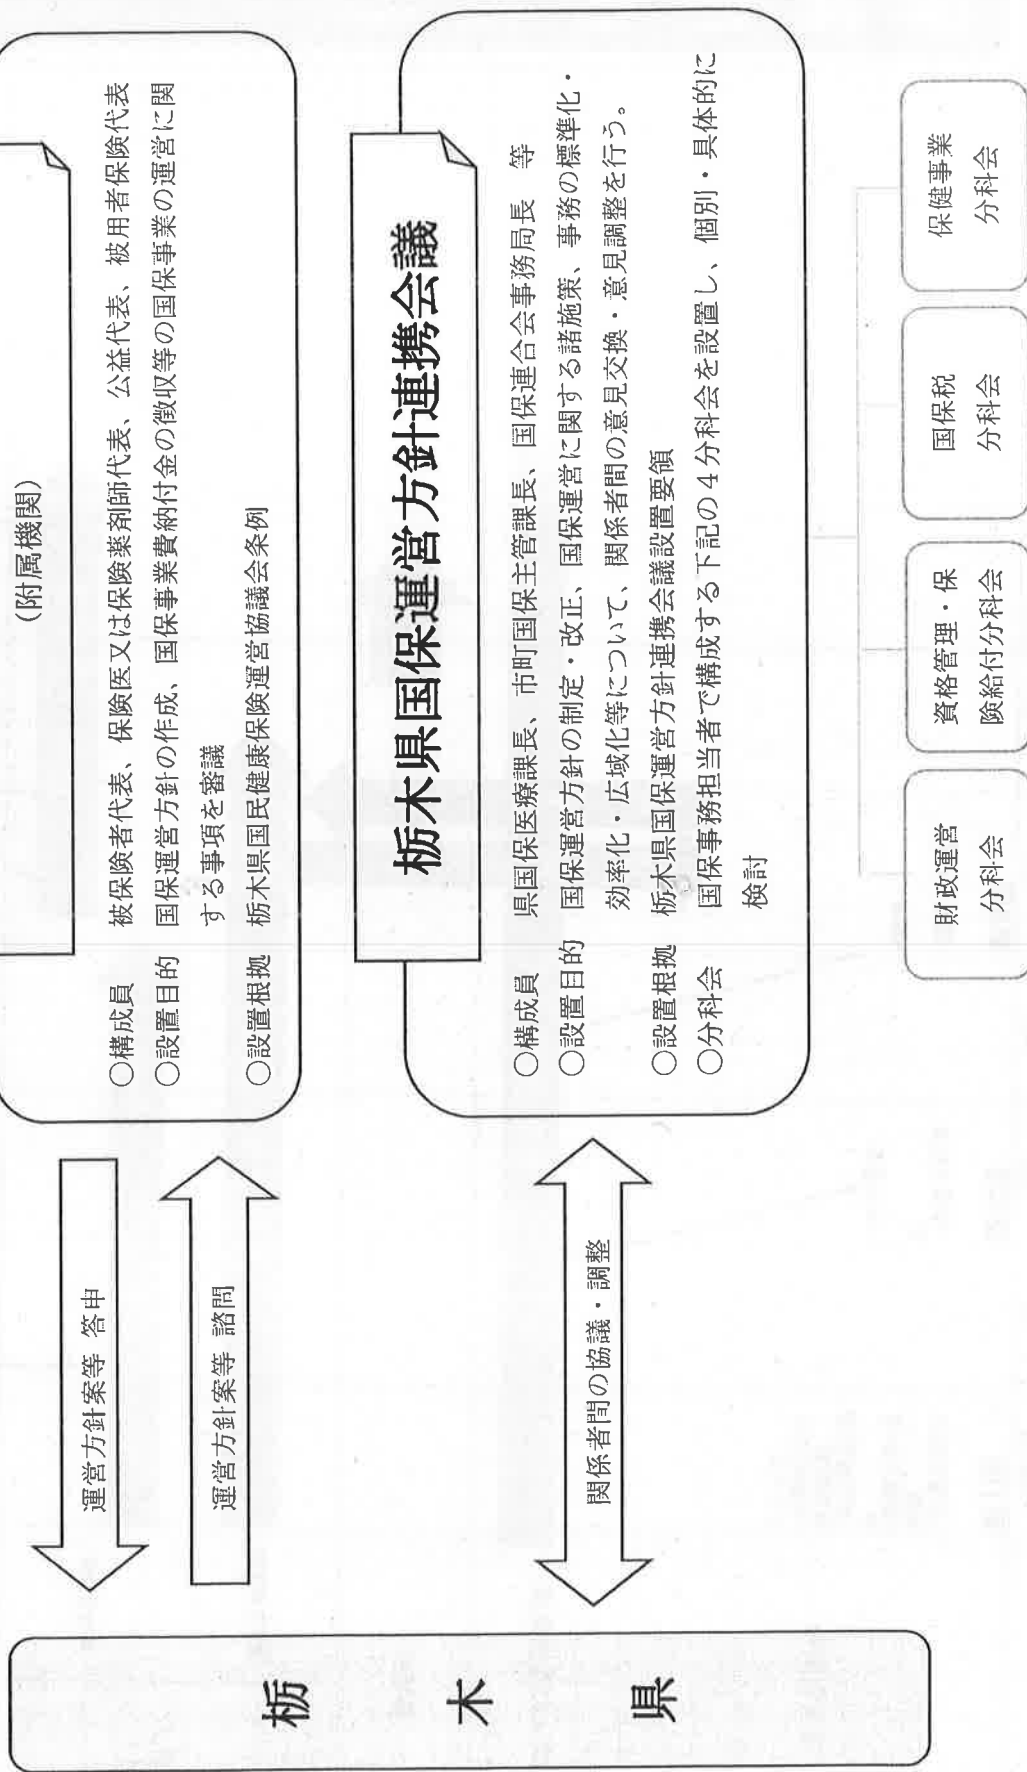 (附属機関)
○構成員　被保険者代表、保険医又は保険薬剤師代表、公益代表、被用者保険代表
○設置目的　国保運営方針の作成、国保事業費納付金の徴収等の国保事業の運営に関
する事項を審議
○設置根拠　栃木県国民健康保険運営協議会条例
運営方針案等 答申
運営方針案等 諮問
栃木県国保運営方針連携会議
○構成員　県国保医療課長、市町国保主管課長、国保連合会事務局長　等
○設置目的　国保運営方針の制定・改正、国保運営に関する諸施策、事務の標準化・
効率化・広域化等について、関係者間の意見交換・意見調整を行う。
○設置根拠　栃木県国保運営方針連携会議設置要領
○分科会　国保事務担当者で構成する下記の4分科会を設置し、個別・具体的に
検討
関係者間の協議・調整
栃木県
財政運営
分科会
資格管理・保
険給付分科会
国保税
分科会
保健事業
分科会